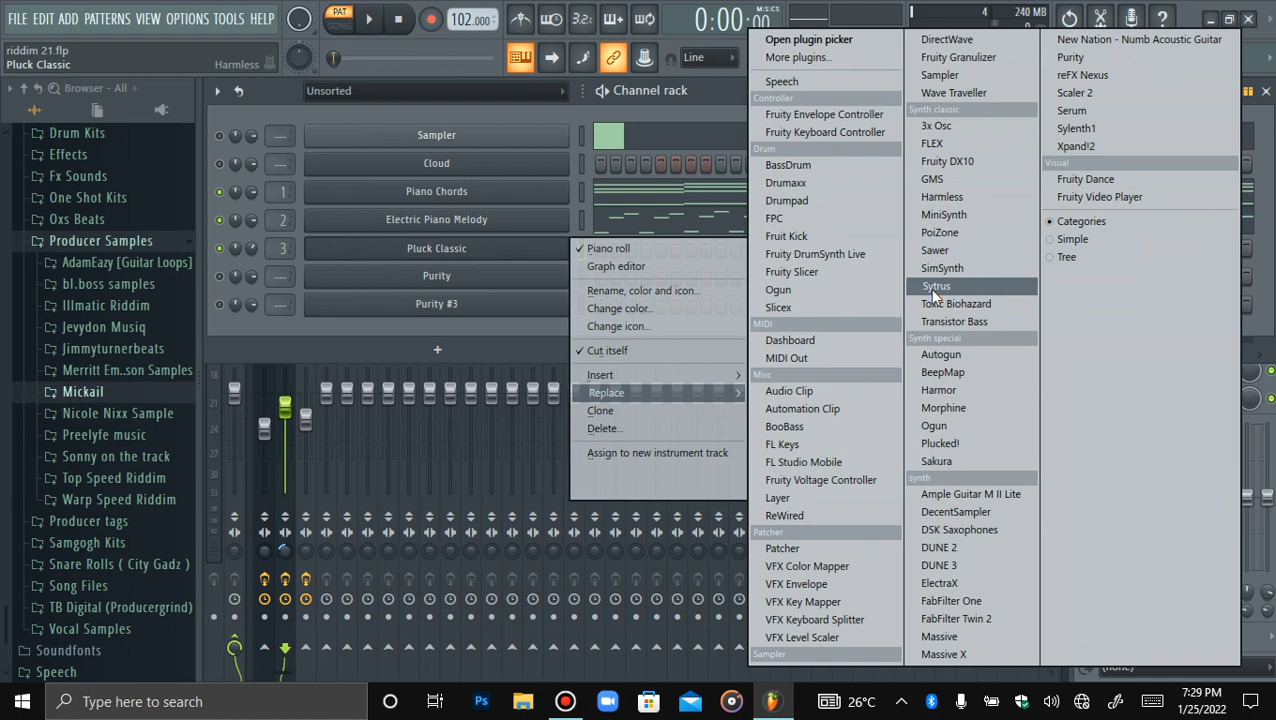 FILE EDIT ADD PATTERNS VIEW OPTIONS TOOLS HELP
PAT
SONG
102.000
3.2.
0:00:00
M:S:CS
4
240 MB
riddim 21.flp
Pluck Classic
Harmless
Line
Browser - All
Drum Kits
Effects
Fx Sounds
One Shot Kits
Oxs Beats
Producer Samples
AdamEazy [Guitar Loops]
bl.boss samples
Illmatic Riddim
Jevydon Musiq
Jimmyturnerbeats
Merritt Em..son Samples
Mickail
Nicole Nixx Sample
Preelyfe music
Sonny on the track
Top Speed Riddim
Warp Speed Riddim
Producer tags
Samgogh Kits
Snare Rolls ( City Gadz )
Song Files
TB Digital (Producergrind)
Vocal Samples
Soundfonts
Speech
Unsorted
Channel rack
--- Sampler
--- Cloud
1 Piano Chords
2 Electric Piano Melody
3 Pluck Classic
--- Purity
--- Purity #3
+
18
21
24
27
30
33
Piano roll
Graph editor
Rename, color and icon...
Change color...
Change icon...
Cut itself
Insert
Replace
Clone
Delete...
Assign to new instrument track
Open plugin picker
More plugins...
Speech
Controller
Fruity Envelope Controller
Fruity Keyboard Controller
Drum
BassDrum
Drumaxx
Drumpad
FPC
Fruit Kick
Fruity DrumSynth Live
Fruity Slicer
Ogun
Slicex
MIDI
Dashboard
MIDI Out
Misc
Audio Clip
Automation Clip
BooBass
FL Keys
FL Studio Mobile
Fruity Voltage Controller
Layer
ReWired
Patcher
Patcher
VFX Color Mapper
VFX Envelope
VFX Key Mapper
VFX Keyboard Splitter
VFX Level Scaler
Sampler
DirectWave
Fruity Granulizer
Sampler
Wave Traveller
Synth classic
3x Osc
FLEX
Fruity DX10
GMS
Harmless
MiniSynth
PoiZone
Sawer
SimSynth
Sytrus
Toxic Biohazard
Transistor Bass
Synth special
Autogun
BeepMap
Harmor
Morphine
Ogun
Plucked!
Sakura
synth
Ample Guitar M II Lite
DecentSampler
DSK Saxophones
DUNE 2
DUNE 3
ElectraX
FabFilter One
FabFilter Twin 2
Massive
Massive X
New Nation - Numb Acoustic Guitar
Purity
reFX Nexus
Scaler 2
Serum
Sylenth1
Xpand!2
Visual
Fruity Dance
Fruity Video Player
Categories
Simple
Tree
(none)
Type here to search
Ps
26°C
7:29 PM
1/25/2022